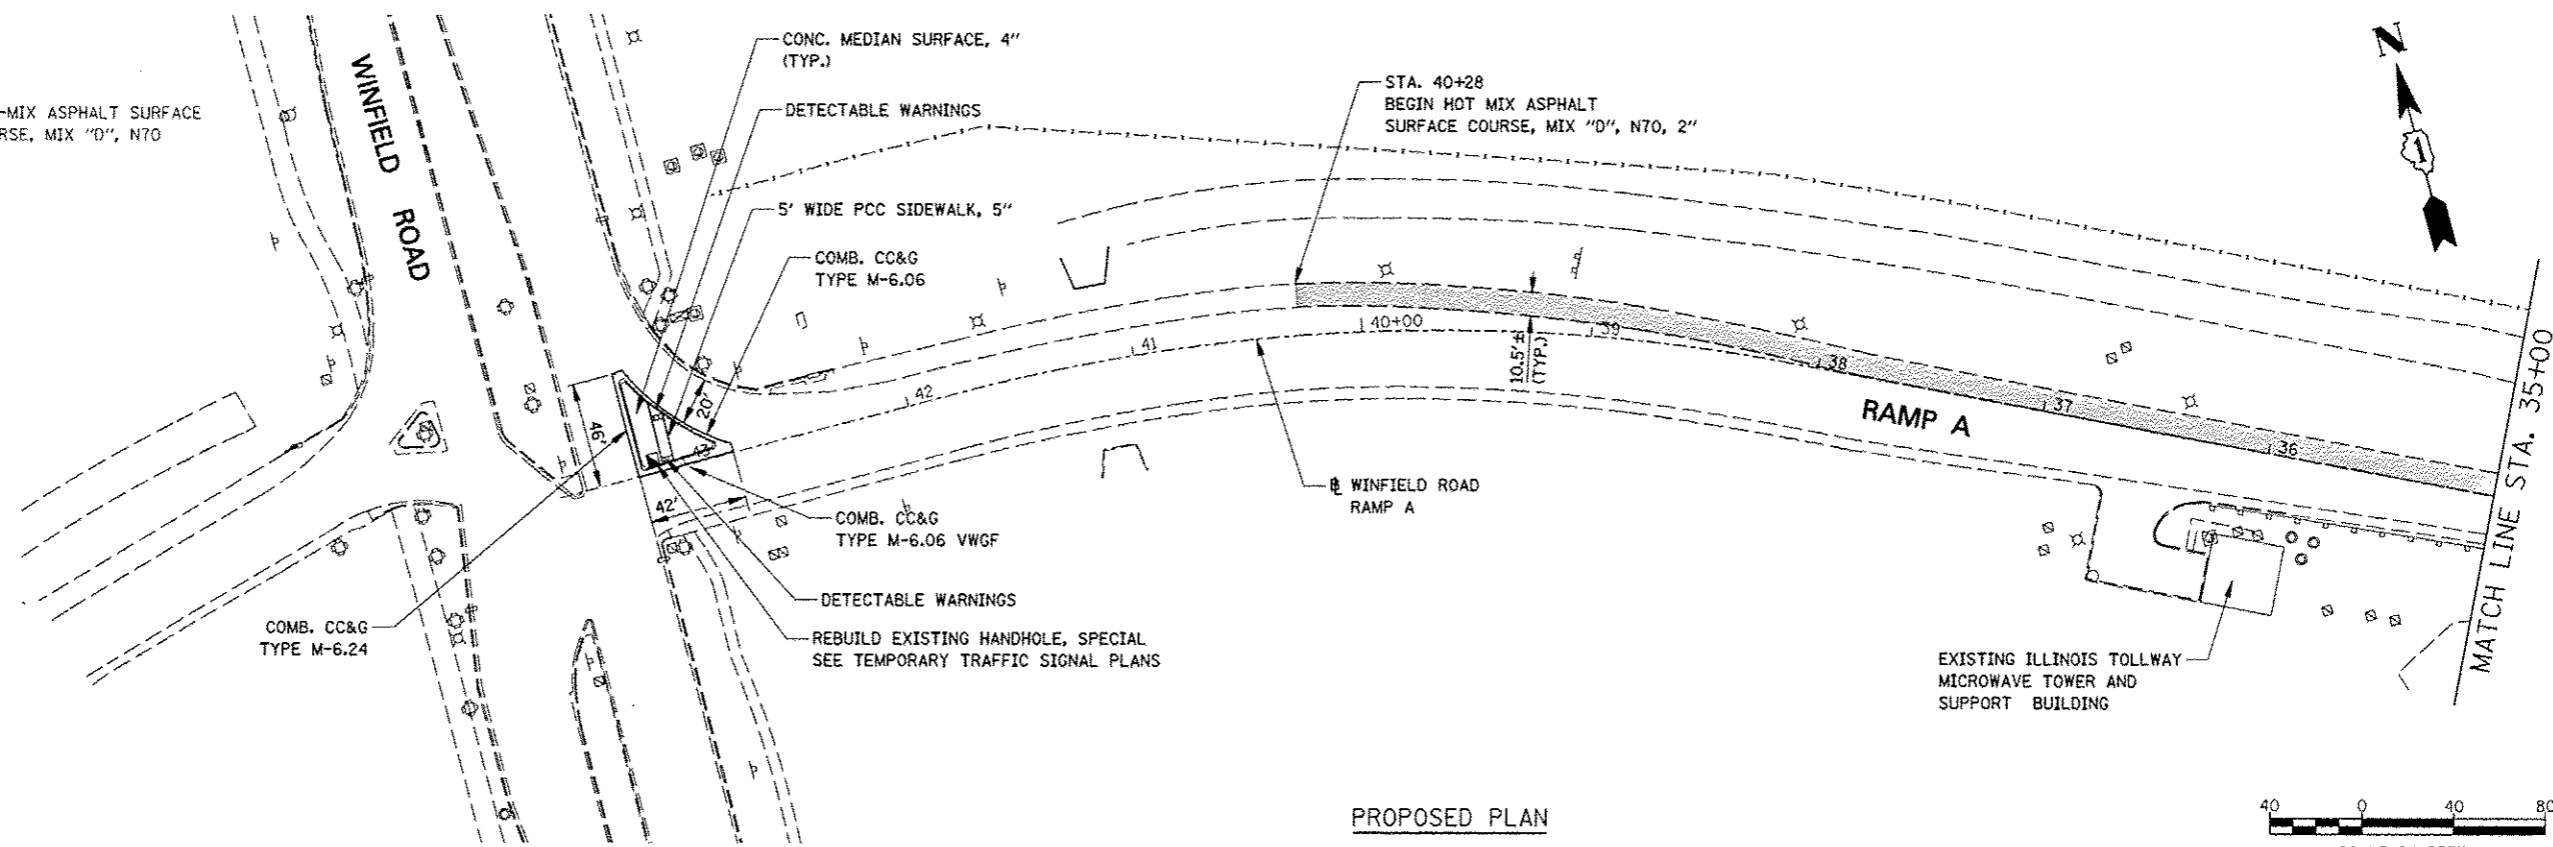 -MIX ASPHALT SURFACE
RSE, MIX "D", N70
WINFIELD ROAD
CONC. MEDIAN SURFACE, 4"
(TYP.)
DETECTABLE WARNINGS
5' WIDE PCC SIDEWALK, 5"
COMB. CC&G
TYPE M-6.06
STA. 40+28
BEGIN HOT MIX ASPHALT
SURFACE COURSE, MIX "D", N70, 2"
N
1
46'
20'
42'
43
42
41
40+00
39
38
37
36
10.5'±
(TYP.)
RAMP A
MATCH LINE STA. 35+00
WINFIELD ROAD
RAMP A
COMB. CC&G
TYPE M-6.06 VWGF
DETECTABLE WARNINGS
REBUILD EXISTING HANDHOLE, SPECIAL
SEE TEMPORARY TRAFFIC SIGNAL PLANS
COMB. CC&G
TYPE M-6.24
EXISTING ILLINOIS TOLLWAY
MICROWAVE TOWER AND
SUPPORT BUILDING
PROPOSED PLAN
40 0 40 80